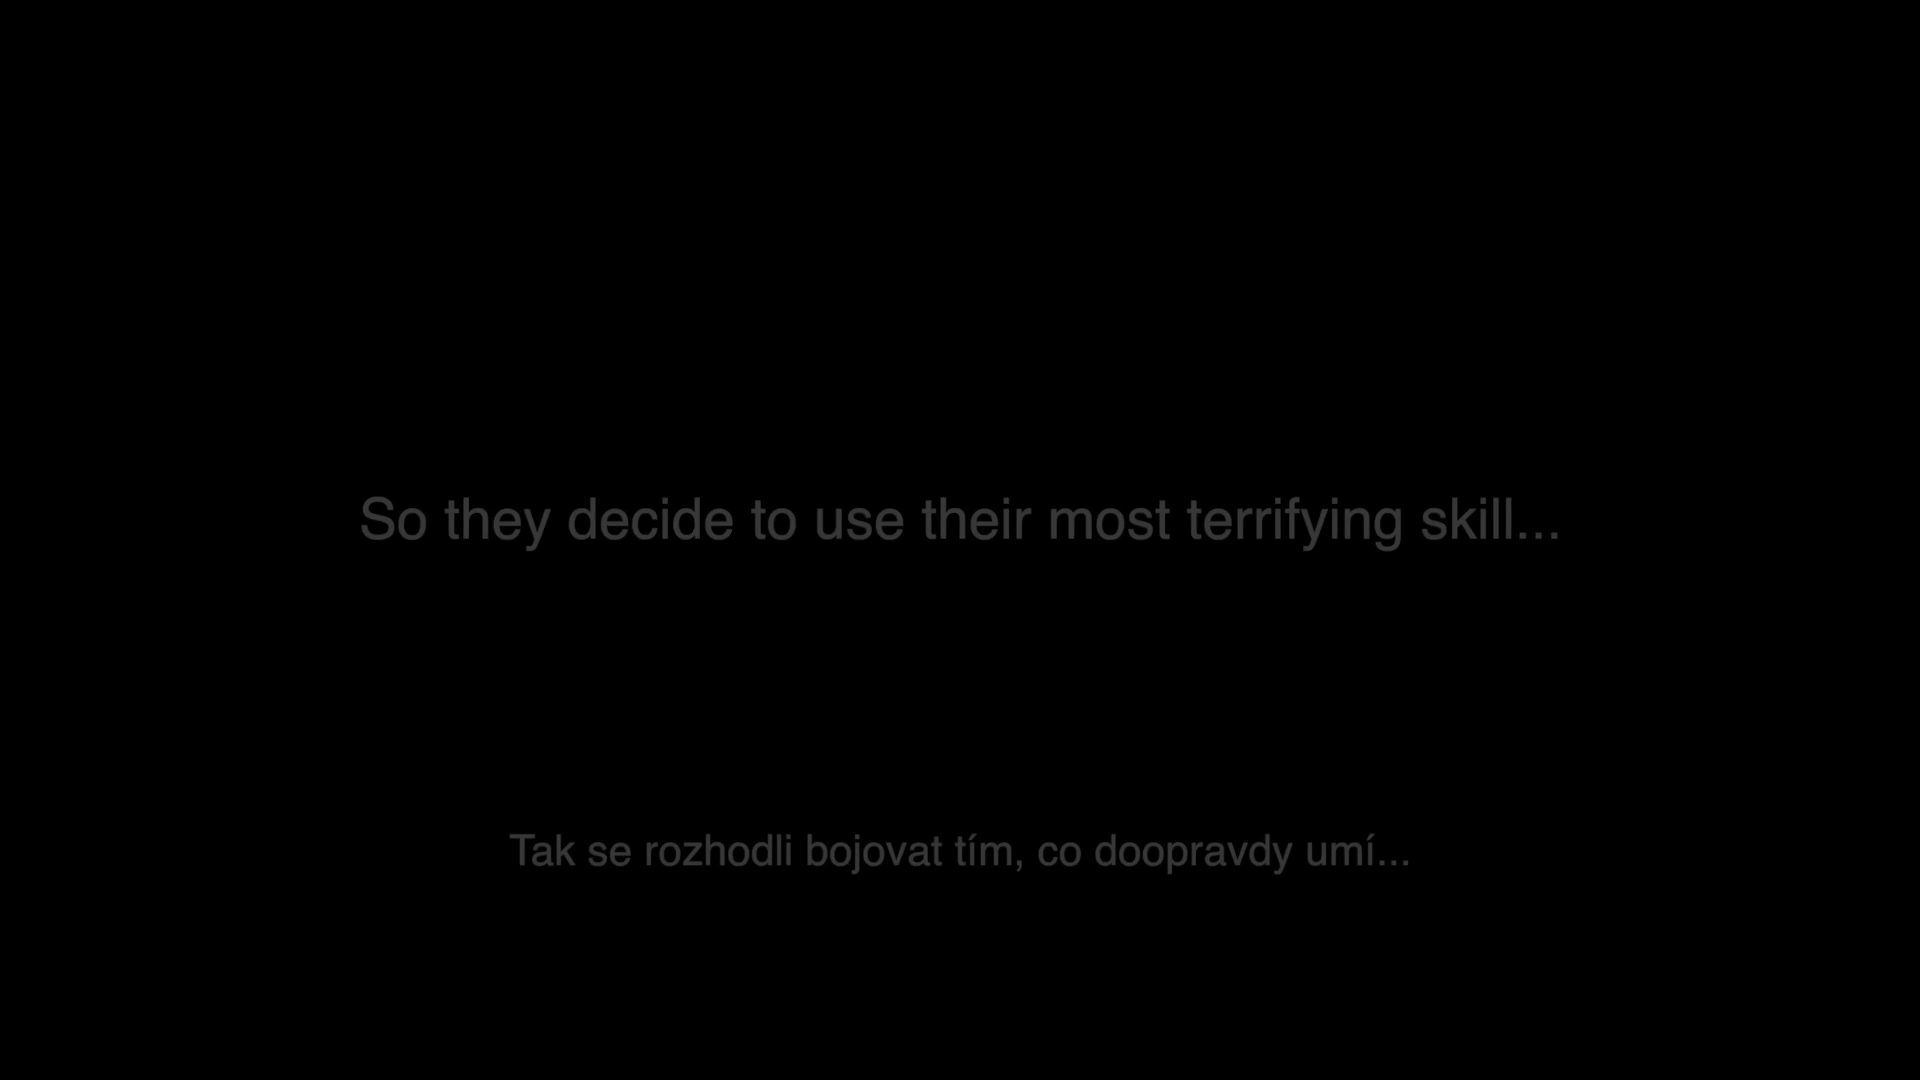 So they decide to use their most terrifying skill...
Tak se rozhodli bojovat tím, co doopravdy umí...